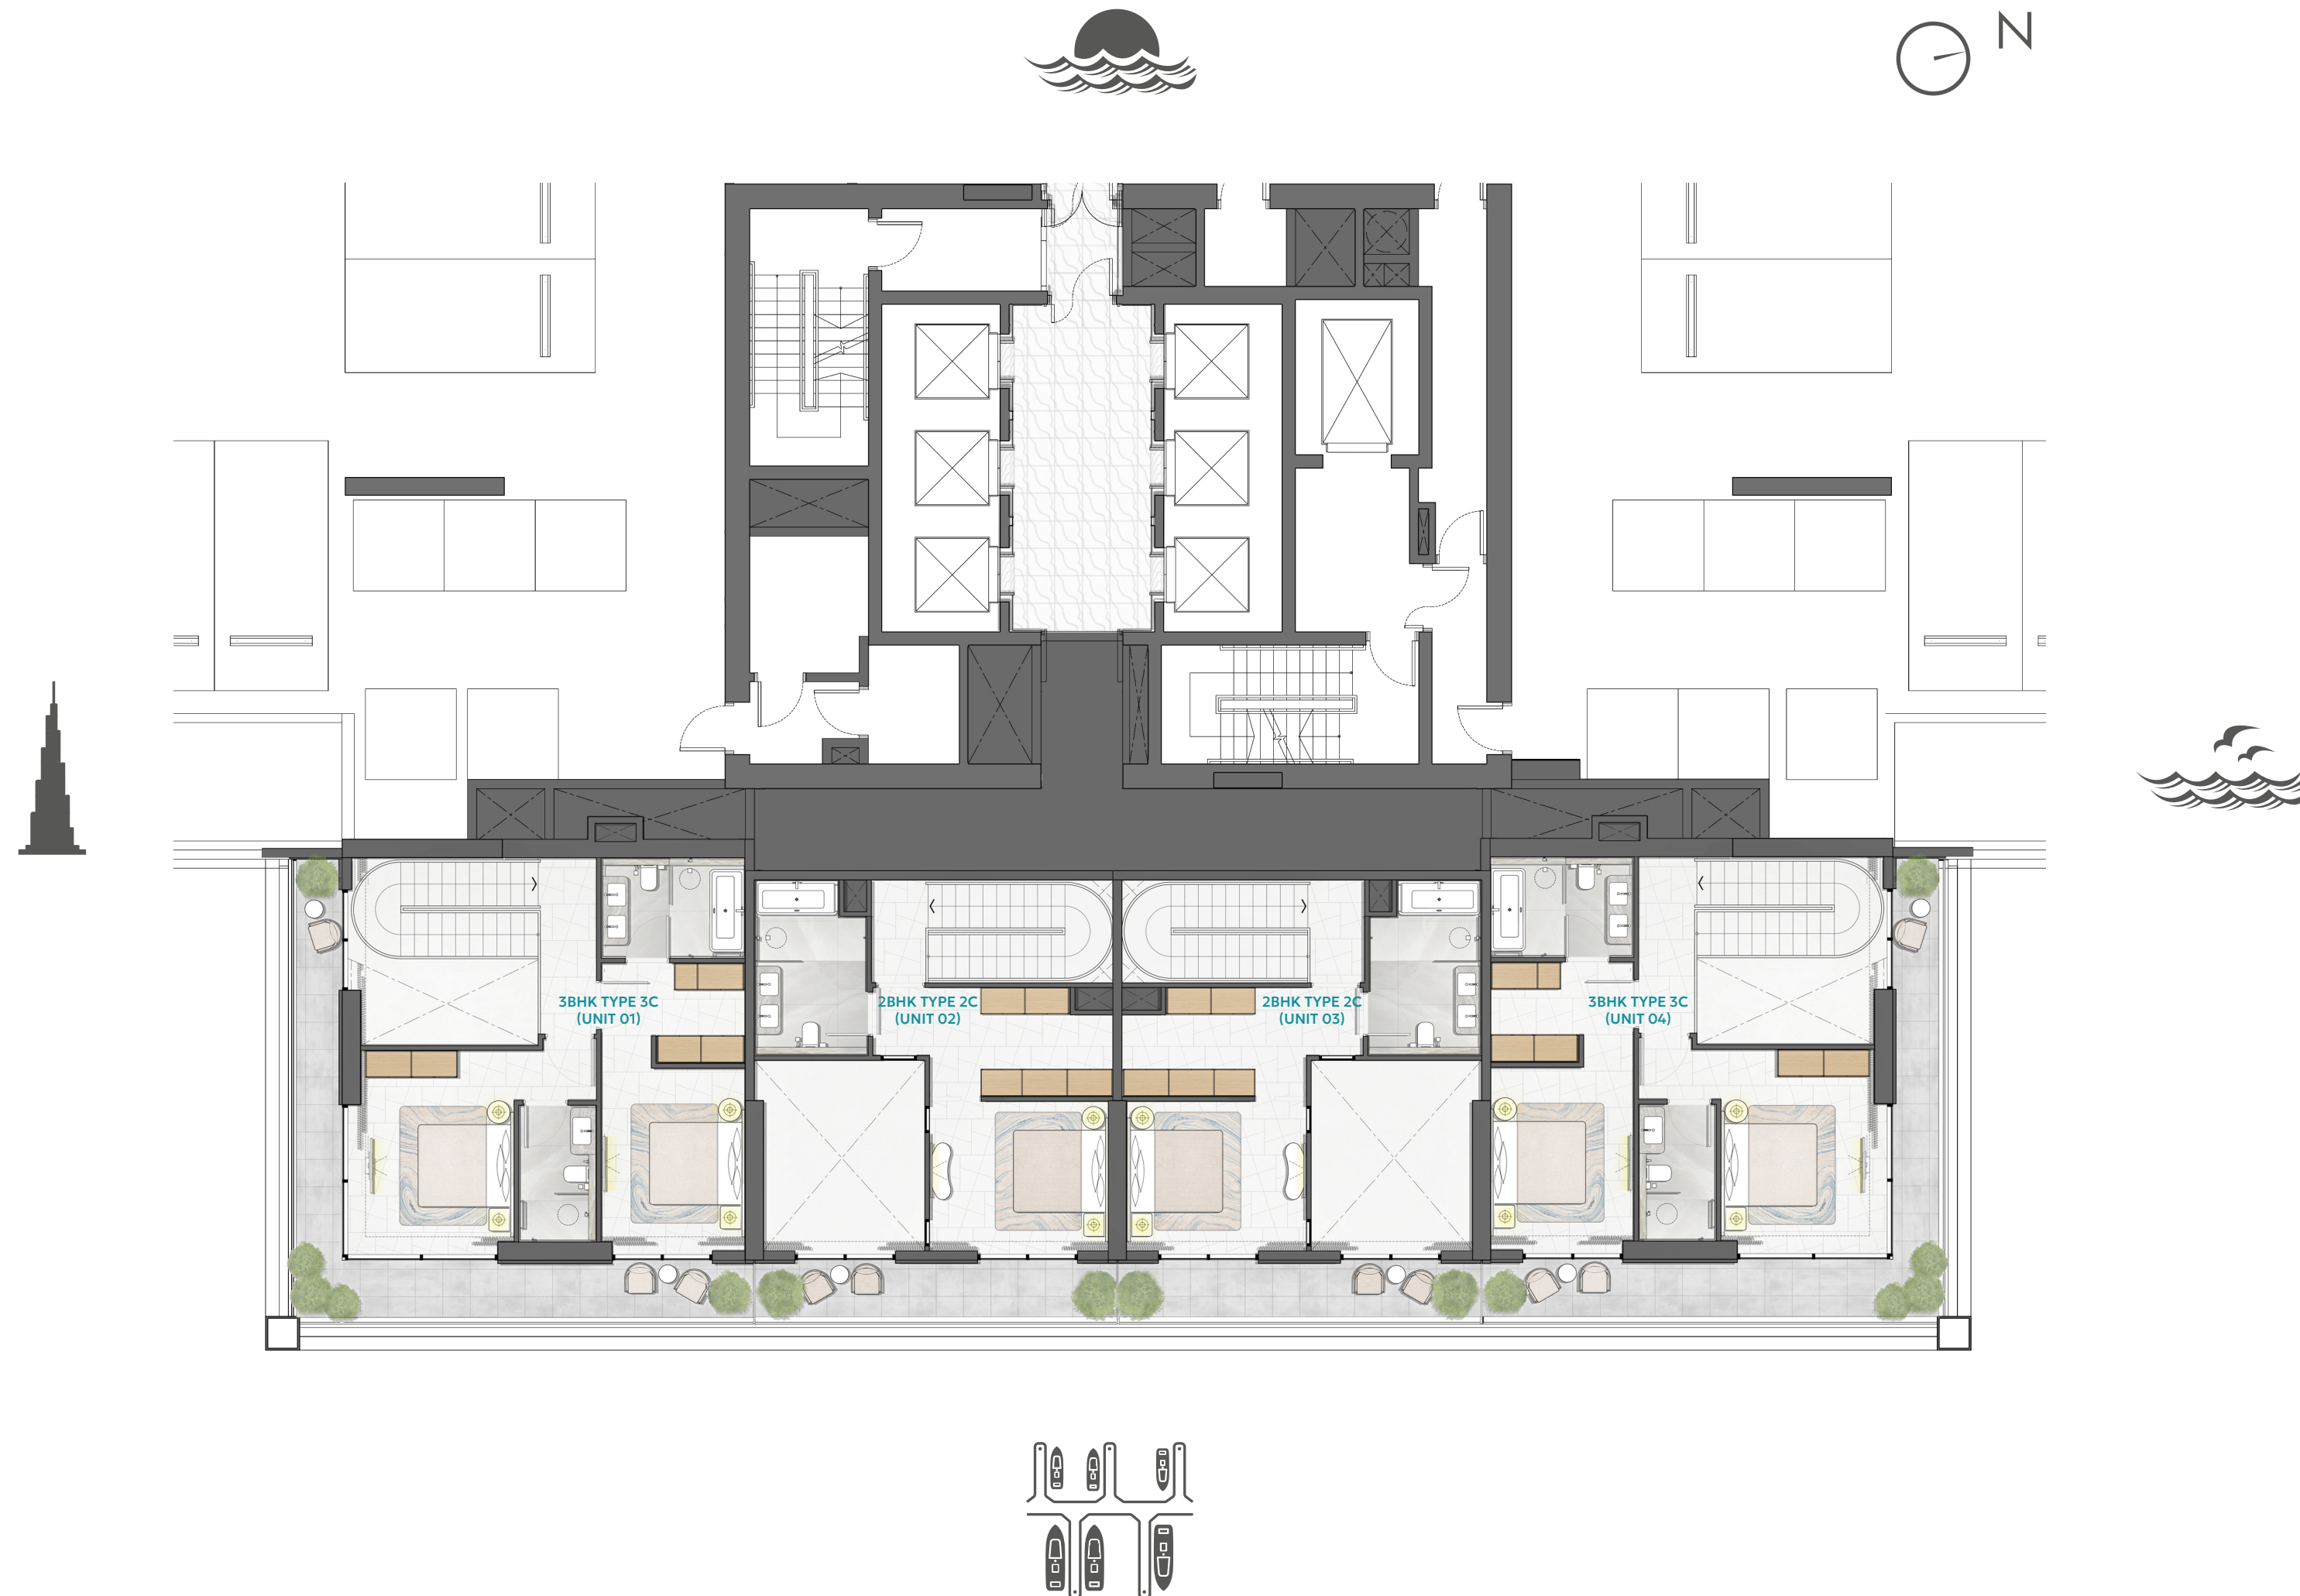 N
3BHK TYPE 3C
(UNIT 01)
2BHK TYPE 2C
(UNIT 02)
2BHK TYPE 2C
(UNIT 03)
3BHK TYPE 3C
(UNIT 04)